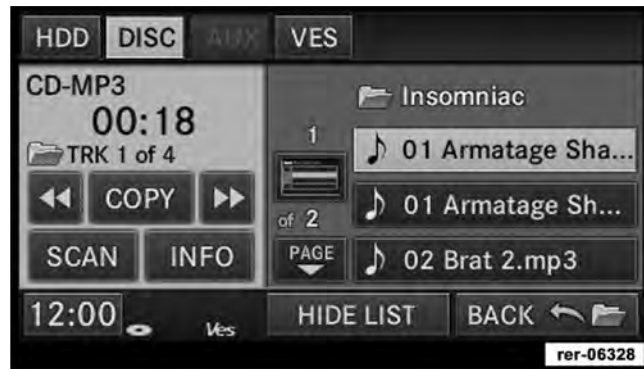 HDD DISC AUX VES
CD-MP3
00:18
TRK 1 of 4
COPY
SCAN INFO
1
of 2
PAGE
Insomniac
01 Armatage Sha...
01 Armatage Sh...
02 Brat 2.mp3
12:00 Ves HIDE LIST BACK
rer-06328